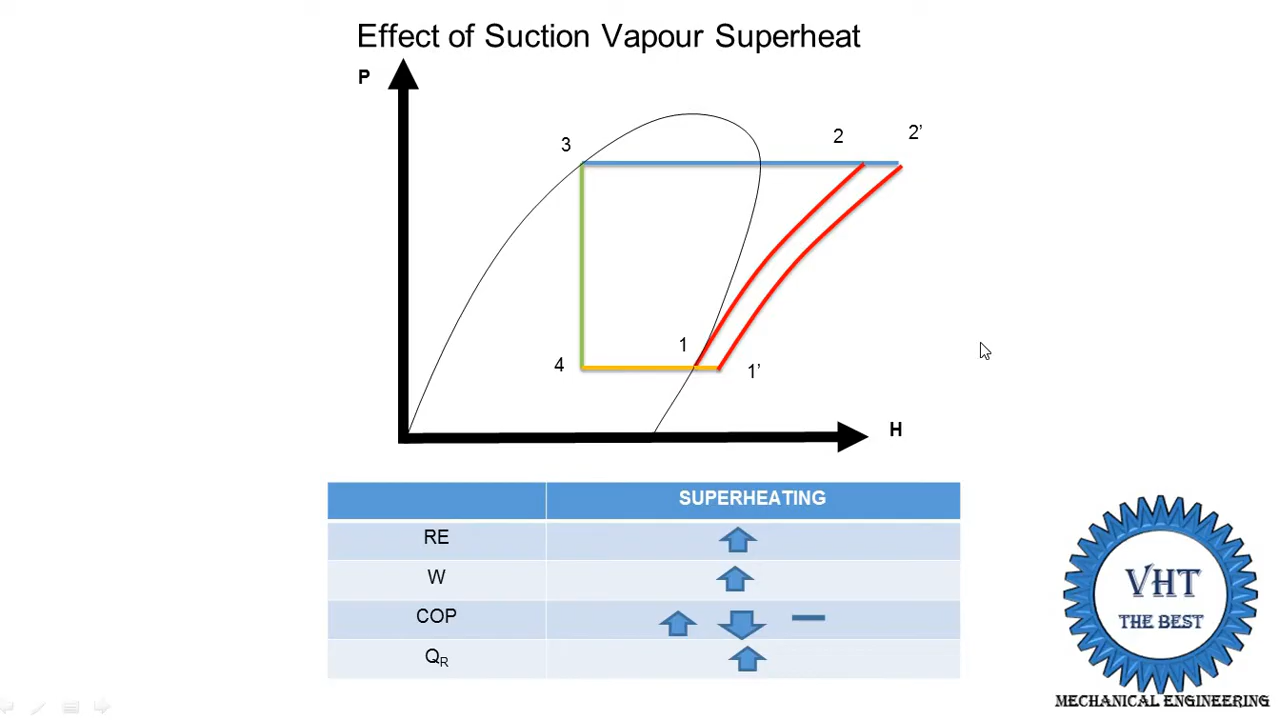 Effect of Suction Vapour Superheat
P
3
2
2’
4
1
1’
H
SUPERHEATING
RE
W
COP
QR
VHT
THE BEST
MECHANICAL ENGINEERING